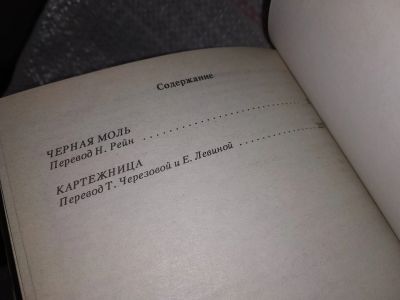 Содержание
ЧЕРНАЯ МОЛЬ
Перевод Н. Рейн
КАРТЕЖНИЦА
Перевод Т. Черезовой и Е. Левиной